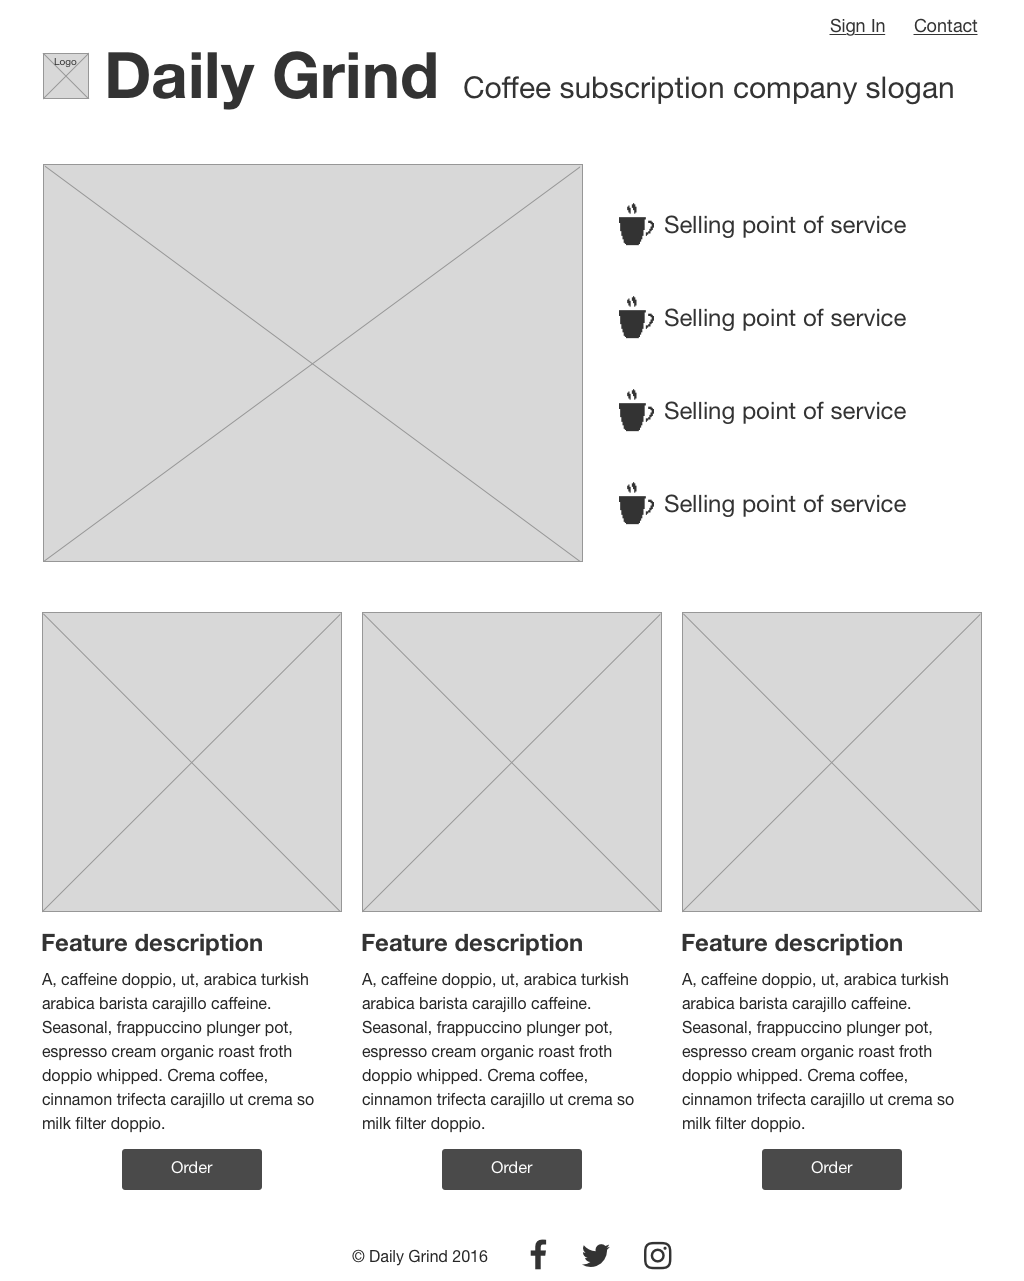 Sign In Contact
Logo
Daily Grind Coffee subscription company slogan
Selling point of service
Selling point of service
Selling point of service
Selling point of service
Feature description
A, caffeine doppio, ut, arabica turkish
arabica barista carajillo caffeine.
Seasonal, frappuccino plunger pot,
espresso cream organic roast froth
doppio whipped. Crema coffee,
cinnamon trifecta carajillo ut crema so
milk filter doppio.
Order
Feature description
A, caffeine doppio, ut, arabica turkish
arabica barista carajillo caffeine.
Seasonal, frappuccino plunger pot,
espresso cream organic roast froth
doppio whipped. Crema coffee,
cinnamon trifecta carajillo ut crema so
milk filter doppio.
Order
Feature description
A, caffeine doppio, ut, arabica turkish
arabica barista carajillo caffeine.
Seasonal, frappuccino plunger pot,
espresso cream organic roast froth
doppio whipped. Crema coffee,
cinnamon trifecta carajillo ut crema so
milk filter doppio.
Order
© Daily Grind 2016